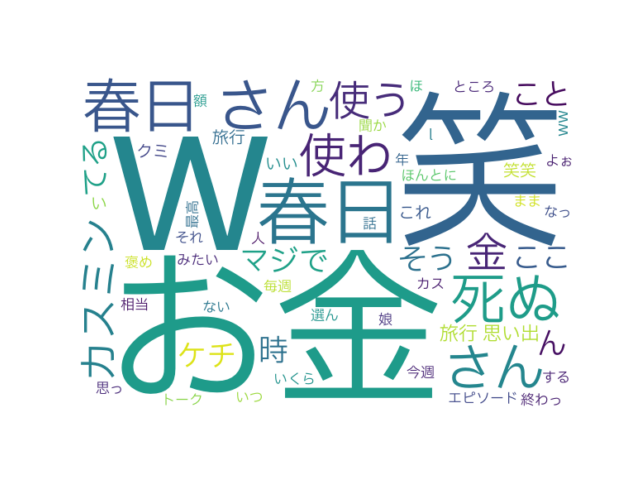 春日 さん 使う こと
額 方 ほ ところ
旅行 聞か l ww
クミ いい 使わ 年 ほんとに 笑笑 よぉ
てる W 春日 笑
い 最高 話 これ まま なっ
それ 人
カスミン 褒め みたい マジで そう 金 ここ
お金 毎週 カス 死ぬ
相当 ない 選ん 娘
ケチ 時 旅行 思い出 ん
思っ いくら 今週 さん する
トーク いつ エピソード 終わっ